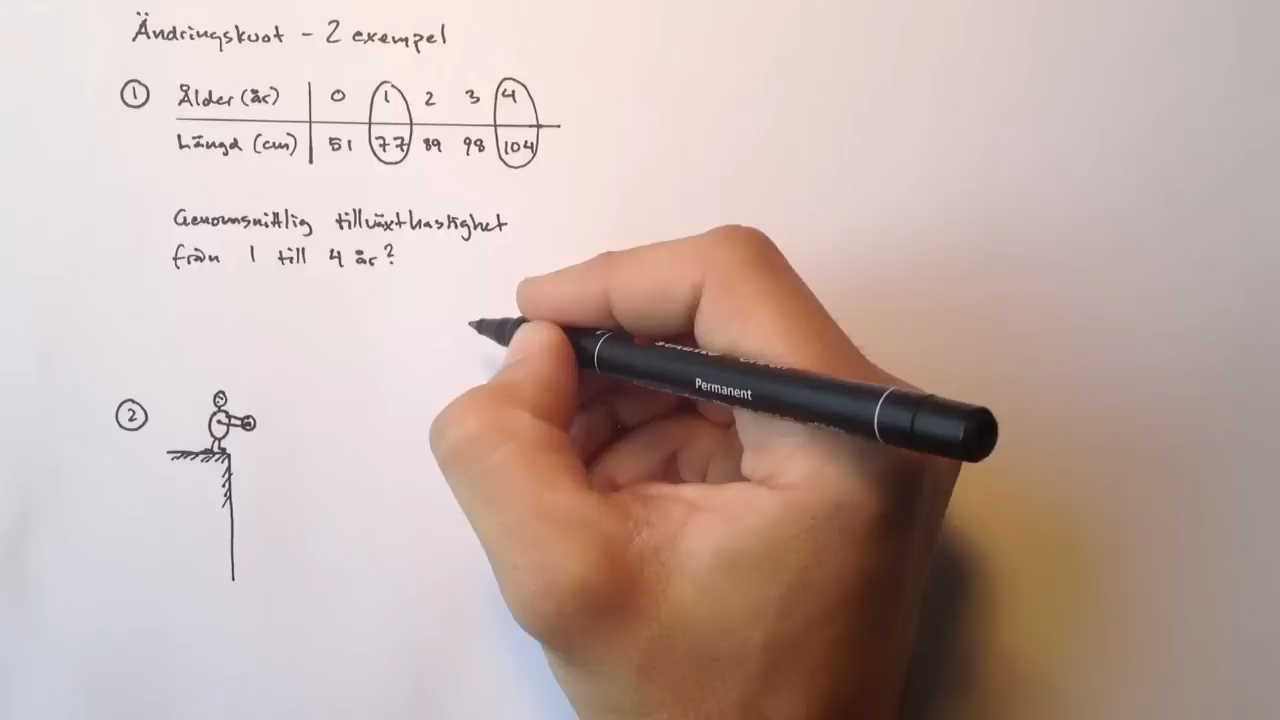 Ändringskvot - 2 exempel
① Ålder (år) 0 1 2 3 4
Längd (cm) 51 77 89 98 104
Genomsnittlig tillväxthastighet
från 1 till 4 år?
②
Permanent